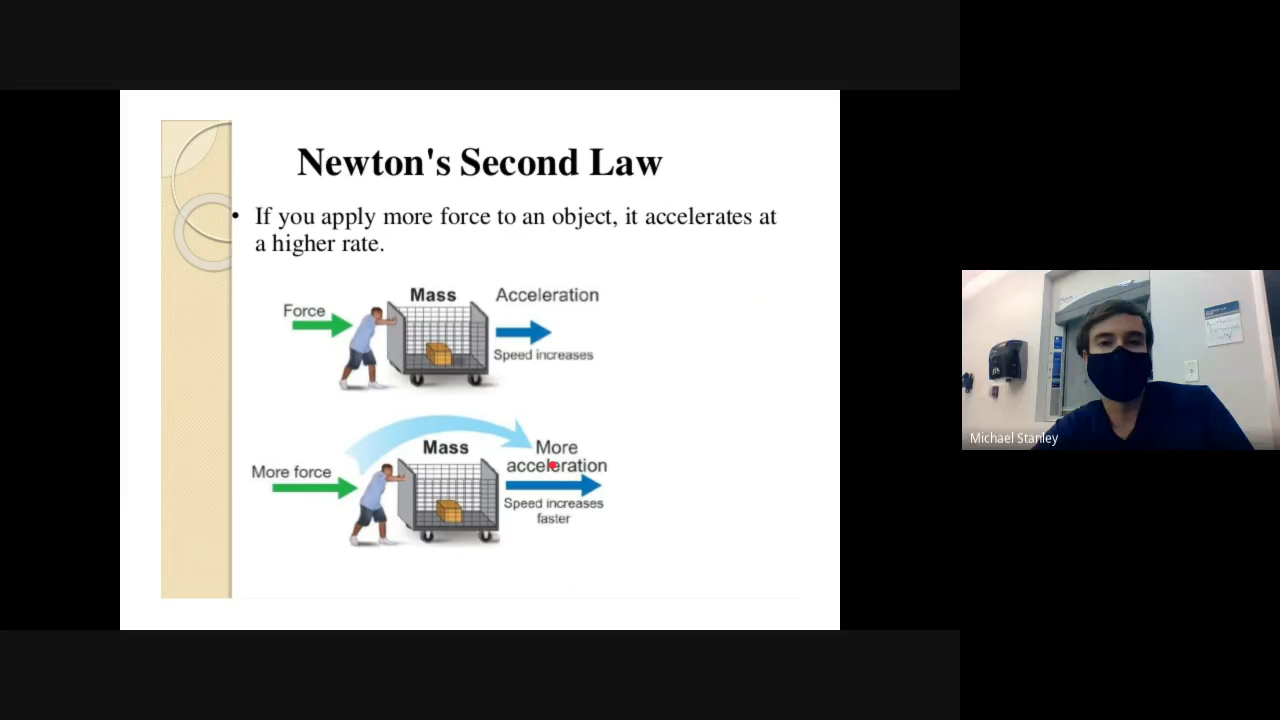 Newton's Second Law
• If you apply more force to an object, it accelerates at
a higher rate.
Force
Mass
Acceleration
Speed increases
More force
Mass
More
acceleration
Speed increases
faster
Michael Stanley